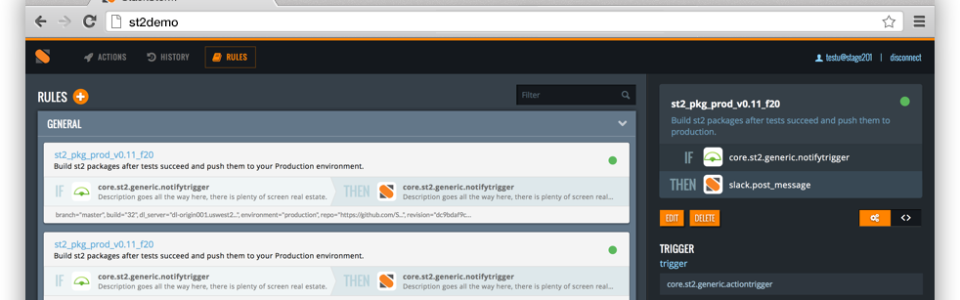 st2demo
ACTIONS
HISTORY
RULES
testu@stage201 | disconnect
RULES
Filter
GENERAL
st2_pkg_prod_v0.11_f20
Build st2 packages after tests succeed and push them to your Production environment.
IF
core.st2.generic.notifytrigger
Description goes all the way here, there is plenty of screen real estate.
THEN
core.st2.generic.notifytrigger
Description goes all the way here, there is plenty of screen real...
branch="master", build="32", dl_server="dl-origin001.uswest2...", environment="production", repo="https://github.com/S...", revision="dc9bdaf9c...
st2_pkg_prod_v0.11_f20
Build st2 packages after tests succeed and push them to your Production environment.
IF
core.st2.generic.notifytrigger
Description goes all the way here, there is plenty of screen real estate.
THEN
core.st2.generic.notifytrigger
Description goes all the way here, there is plenty of screen real...
st2_pkg_prod_v0.11_f20
Build st2 packages after tests succeed and push them to
production.
IF
core.st2.generic.notifytrigger
THEN
slack.post_message
EDIT
DELETE
TRIGGER
trigger
core.st2.generic.actiontrigger